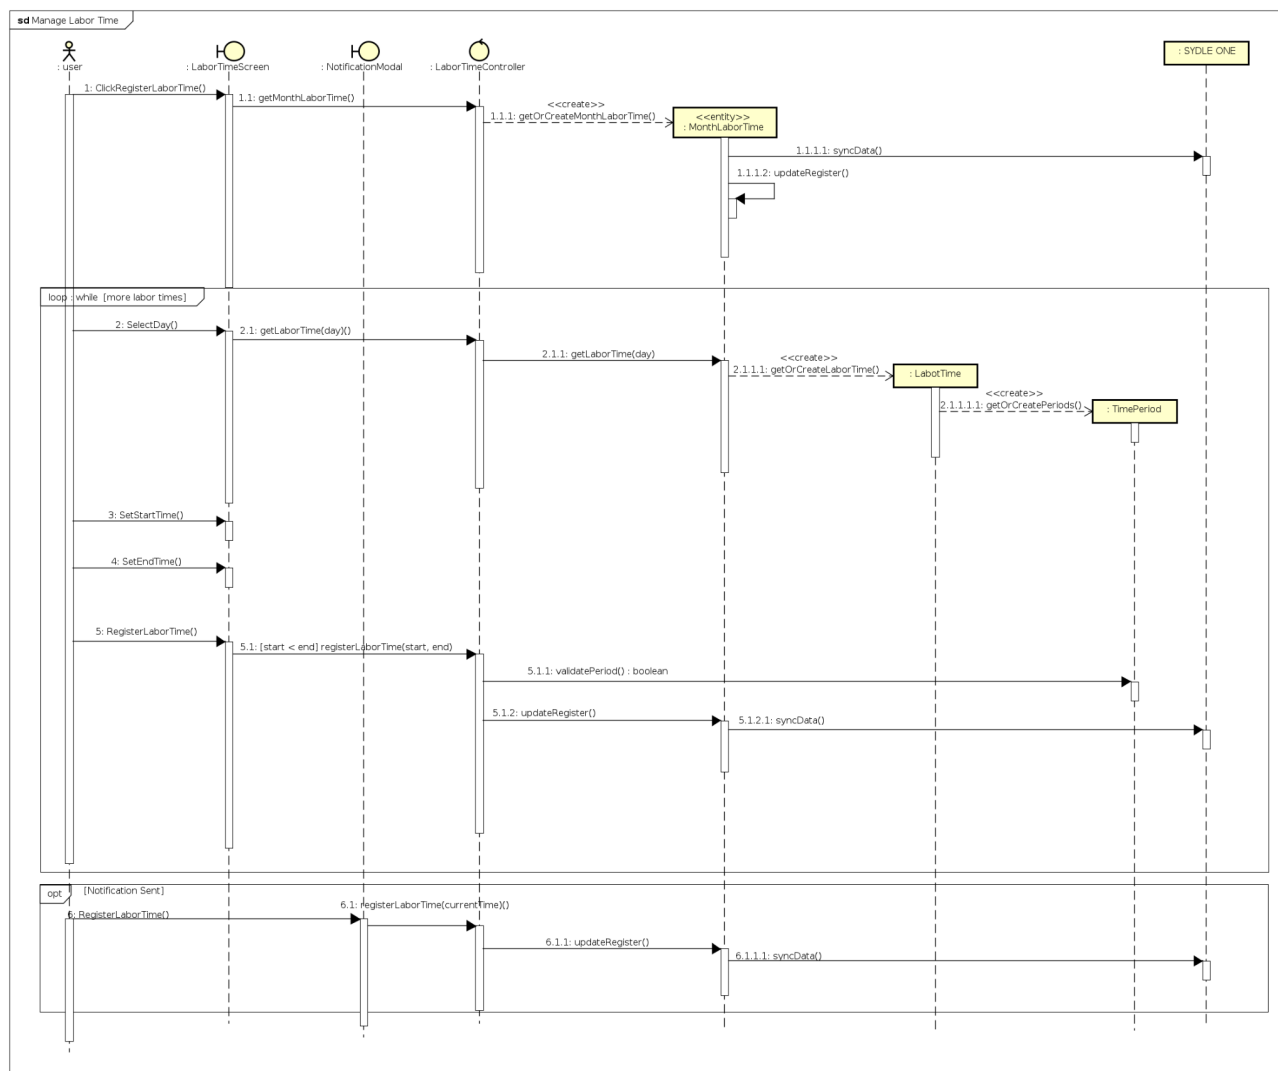 sd Manage Labor Time
: user
: LaborTimeScreen
: NotificationModal
: LaborTimeController
: SYDLE ONE
1: ClickRegisterLaborTime()
1.1: getMonthLaborTime()
<<create>>
1.1.1: getOrCreateMonthLaborTime()
<<entity>>
: MonthLaborTime
1.1.1.1: syncData()
1.1.1.2: updateRegister()
loop : while [more labor times]
2: SelectDay()
2.1: getLaborTime(day)()
2.1.1: getLaborTime(day)
<<create>>
2.1.1.1: getOrCreateLaborTime()
: LabotTime
<<create>>
2.1.1.1.1: getOrCreatePeriods()
: TimePeriod
3: SetStartTime()
4: SetEndTime()
5: RegisterLaborTime()
5.1: [start < end] registerLaborTime(start, end)
5.1.1: validatePeriod() : boolean
5.1.2: updateRegister()
5.1.2.1: syncData()
opt
[Notification Sent]
6: RegisterLaborTime()
6.1: registerLaborTime(currentTime)()
6.1.1: updateRegister()
6.1.1.1: syncData()